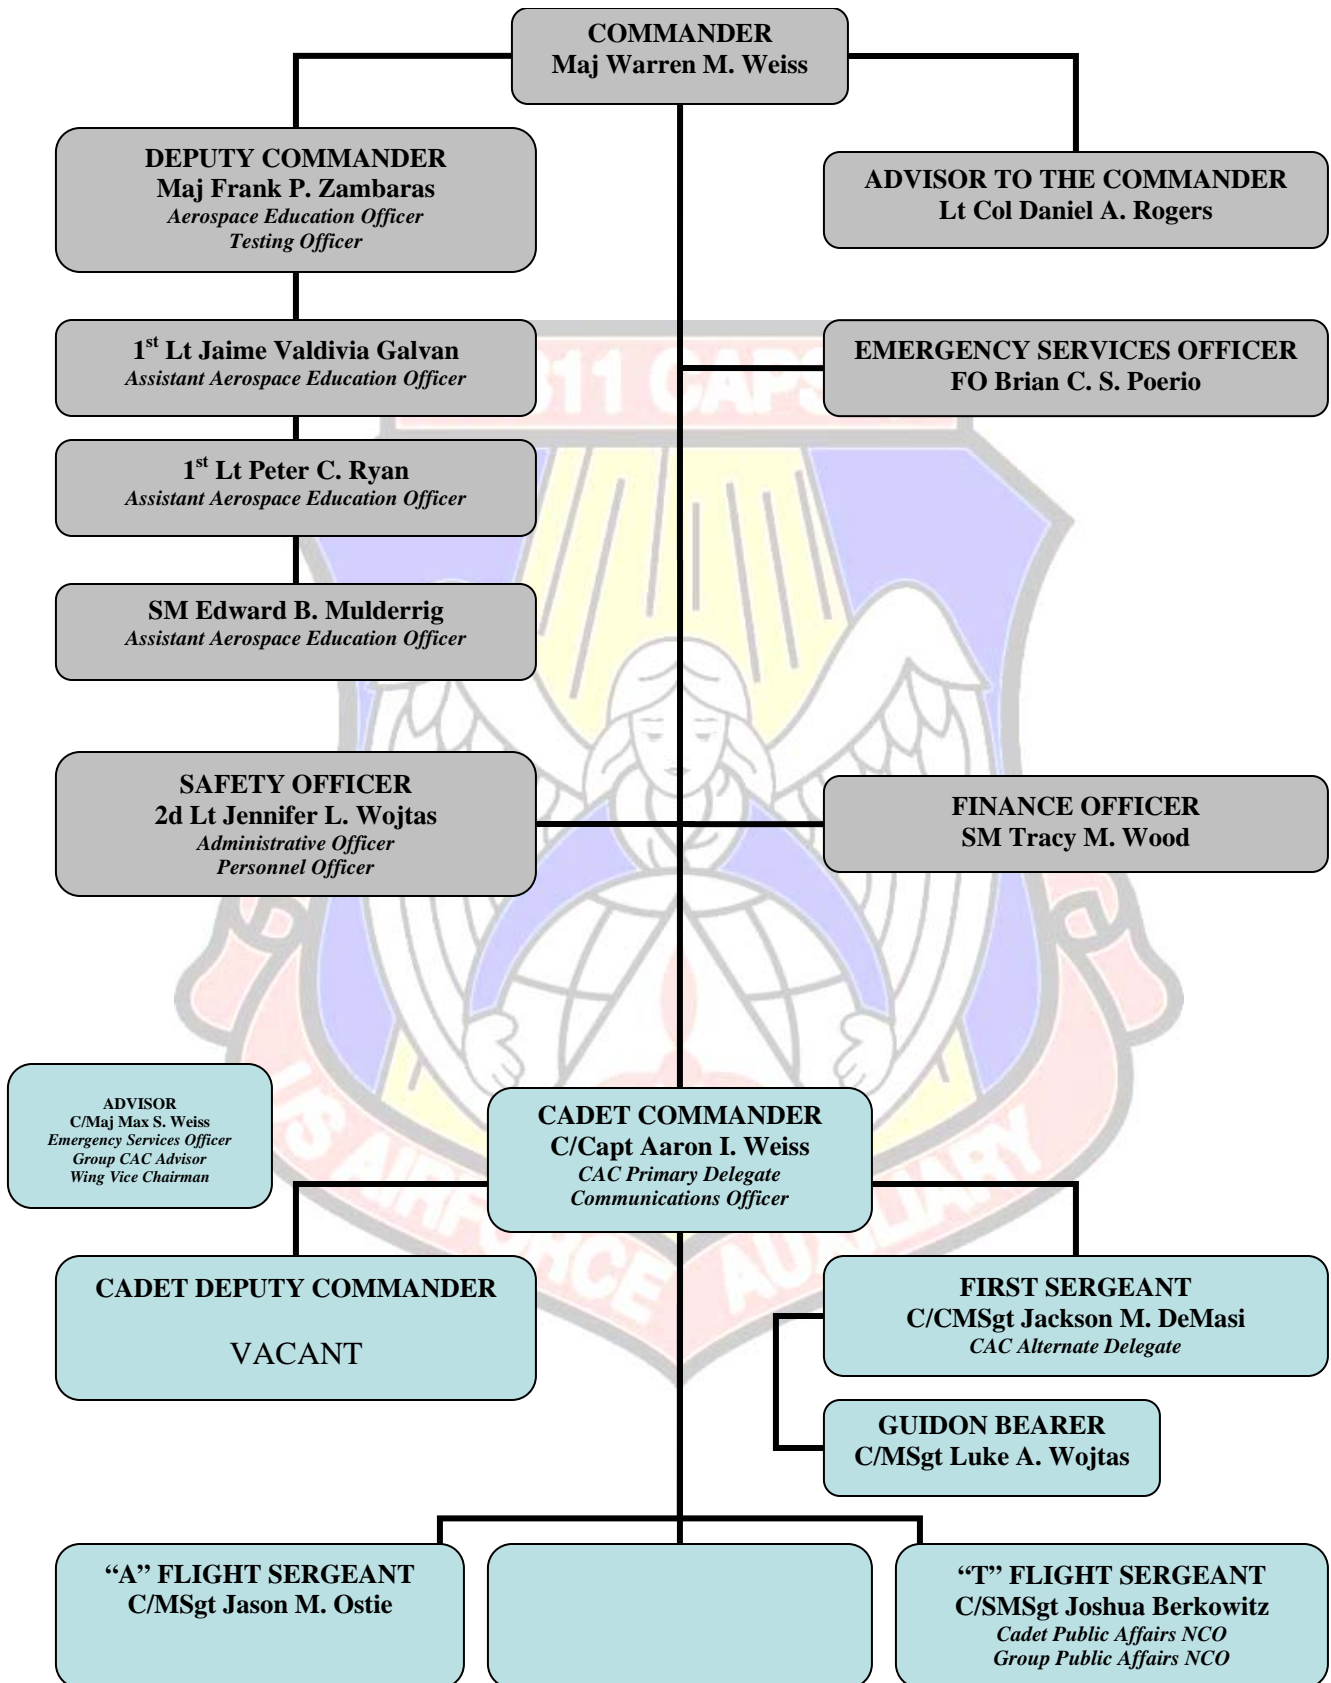 COMMANDER
Maj Warren M. Weiss
DEPUTY COMMANDER
Maj Frank P. Zambaras
Aerospace Education Officer
Testing Officer
ADVISOR TO THE COMMANDER
Lt Col Daniel A. Rogers
1st Lt Jaime Valdivia Galvan
Assistant Aerospace Education Officer
EMERGENCY SERVICES OFFICER
FO Brian C. S. Poerio
311 CAPS
1st Lt Peter C. Ryan
Assistant Aerospace Education Officer
SM Edward B. Mulderrig
Assistant Aerospace Education Officer
SAFETY OFFICER
2d Lt Jennifer L. Wojtas
Administrative Officer
Personnel Officer
FINANCE OFFICER
SM Tracy M. Wood
ADVISOR
C/Maj Max S. Weiss
Emergency Services Officer
Group CAC Advisor
Wing Vice Chairman
CADET COMMANDER
C/Capt Aaron I. Weiss
CAC Primary Delegate
Communications Officer
US AIRFORCE AUXILIARY
CADET DEPUTY COMMANDER
VACANT
FIRST SERGEANT
C/CMSgt Jackson M. DeMasi
CAC Alternate Delegate
GUIDON BEARER
C/MSgt Luke A. Wojtas
“A” FLIGHT SERGEANT
C/MSgt Jason M. Ostie
“T” FLIGHT SERGEANT
C/SMSgt Joshua Berkowitz
Cadet Public Affairs NCO
Group Public Affairs NCO